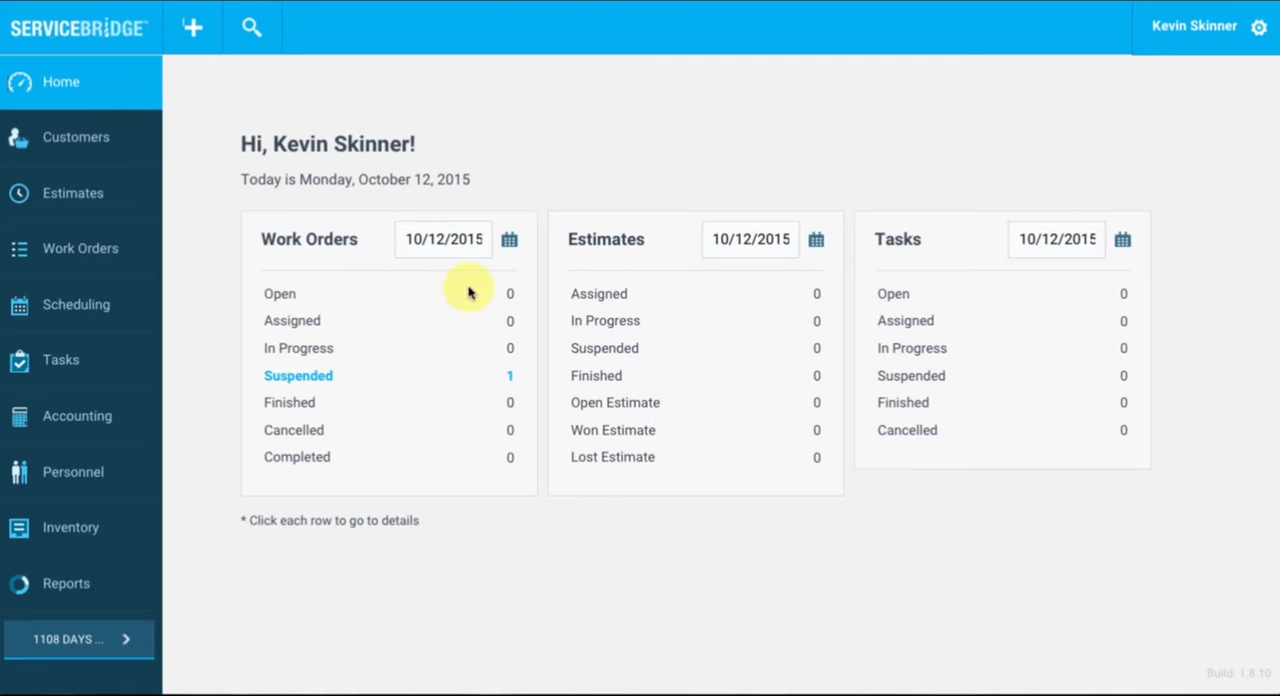 SERVICEBRIDGE™
Kevin Skinner
Home
Customers
Estimates
Work Orders
Scheduling
Tasks
Accounting
Personnel
Inventory
Reports
1108 DAYS ...
Hi, Kevin Skinner!
Today is Monday, October 12, 2015
Work Orders 10/12/2015
Open 0
Assigned 0
In Progress 0
Suspended 1
Finished 0
Cancelled 0
Completed 0
Estimates 10/12/2015
Assigned 0
In Progress 0
Suspended 0
Finished 0
Open Estimate 0
Won Estimate 0
Lost Estimate 0
Tasks 10/12/2015
Open 0
Assigned 0
In Progress 0
Suspended 0
Finished 0
Cancelled 0
* Click each row to go to details
Build: 1.8.10